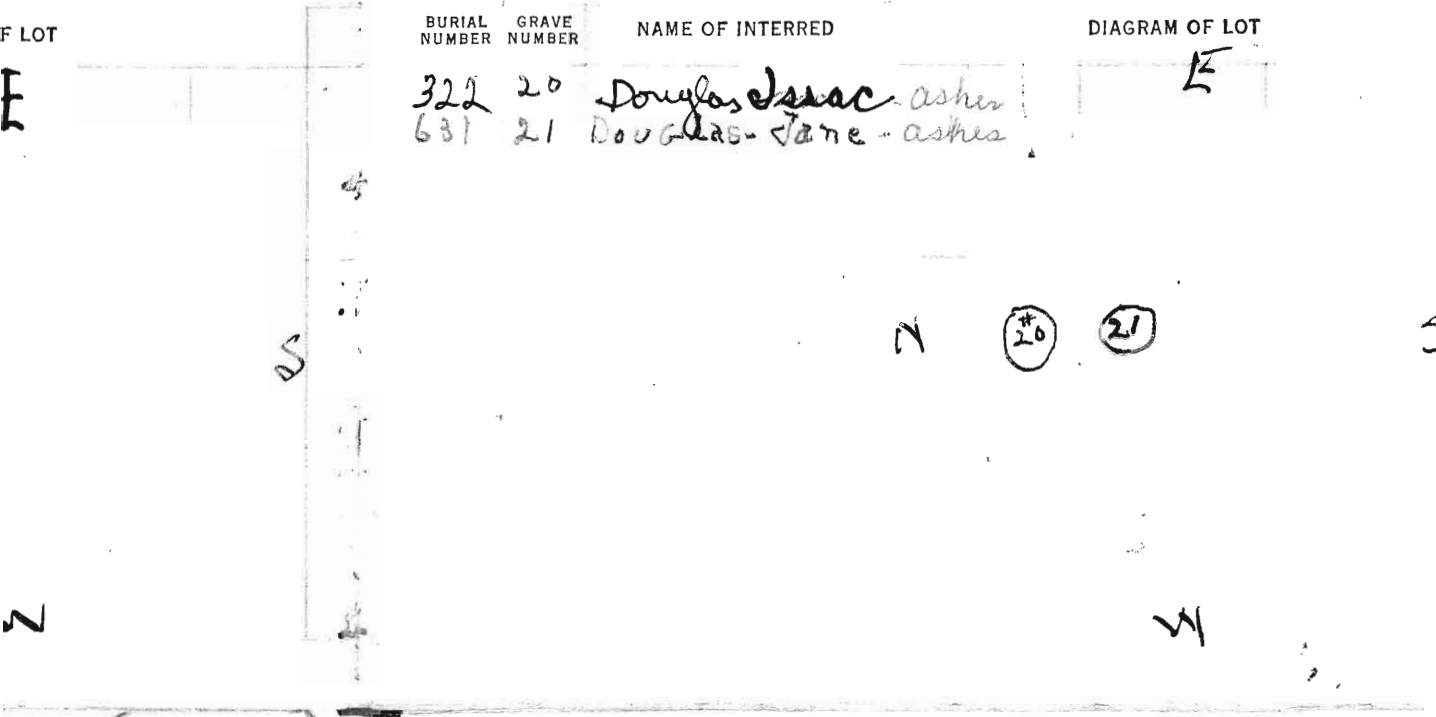 F LOT
E
S
BURIAL NUMBER GRAVE NUMBER NAME OF INTERRED DIAGRAM OF LOT
322 20 Douglas Issac - ashes E
631 21 Douglas - Jane - ashes
N #20 21 S
W